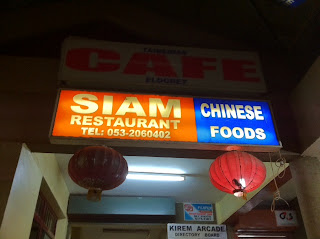 CAFE
SIAM
RESTAURANT
TEL: 053-2060402
CHINESE
FOODS
KIREM ARCADE
DIRECTORY BOARD